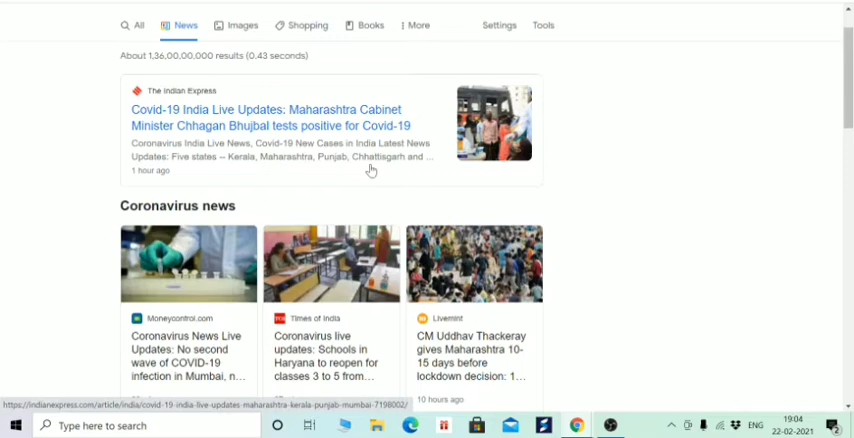 All News Images Shopping Books More Settings Tools
About 1,36,00,00,000 results (0.43 seconds)
The Indian Express
Covid-19 India Live Updates: Maharashtra Cabinet
Minister Chhagan Bhujbal tests positive for Covid-19
Coronavirus India Live News, Covid-19 New Cases in India Latest News
Updates: Five states -- Kerala, Maharashtra, Punjab, Chhattisgarh and ...
1 hour ago
Coronavirus news
Moneycontrol.com
Coronavirus News Live
Updates: No second
wave of COVID-19
infection in Mumbai, n...
Times of India
Coronavirus live
updates: Schools in
Haryana to reopen for
classes 3 to 5 from...
Livemint
CM Uddhav Thackeray
gives Maharashtra 10-
15 days before
lockdown decision: 1...
10 hours ago
https://indianexpress.com/article/india/covid-19-india-live-updates-maharashtra-kerala-punjab-mumbai-7198002/
Type here to search
ENG
19:04
22-02-2021
2